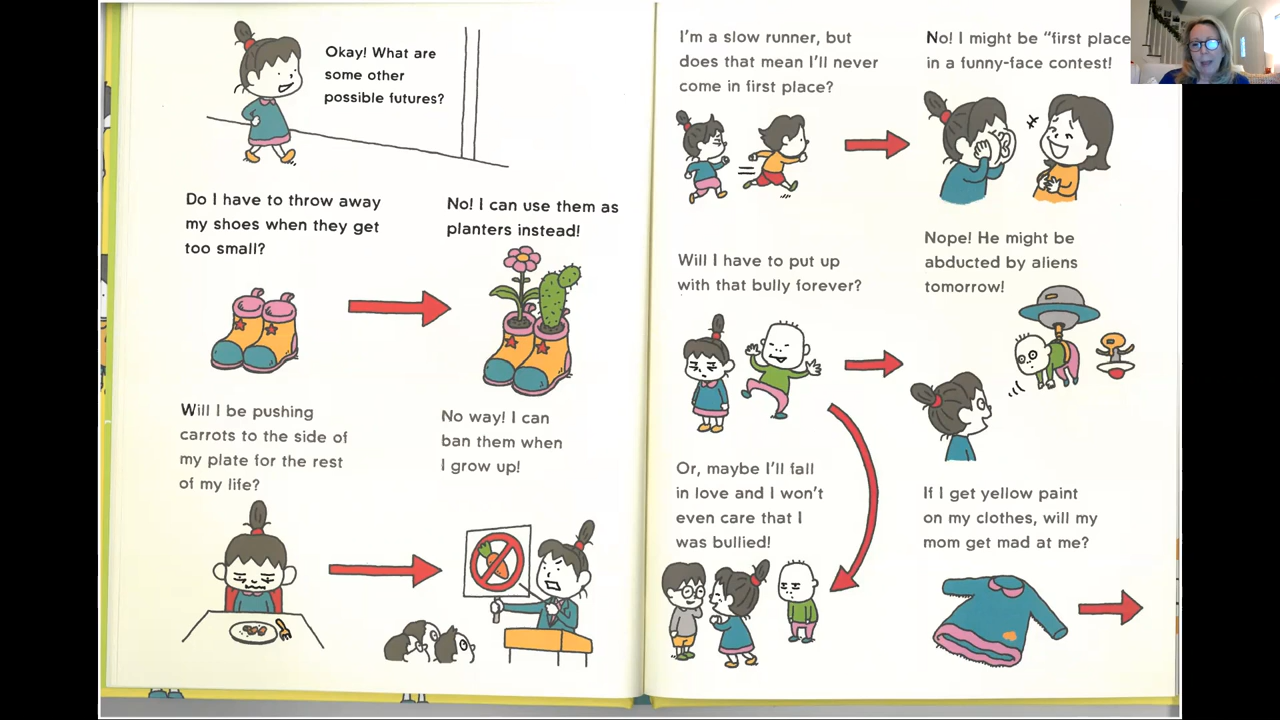 Okay! What are
some other
possible futures?
Do I have to throw away
my shoes when they get
too small?
No! I can use them as
planters instead!
Will I be pushing
carrots to the side of
my plate for the rest
of my life?
No way! I can
ban them when
I grow up!
I'm a slow runner, but
does that mean I'll never
come in first place?
No! I might be "first place
in a funny-face contest!
Will I have to put up
with that bully forever?
Nope! He might be
abducted by aliens
tomorrow!
Or, maybe I'll fall
in love and I won't
even care that I
was bullied!
If I get yellow paint
on my clothes, will my
mom get mad at me?